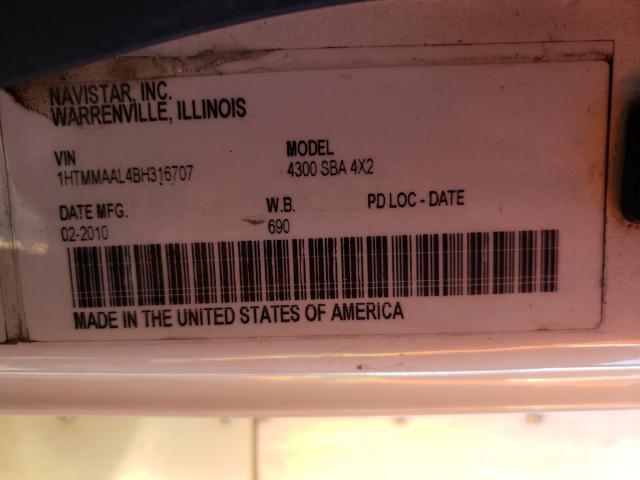 NAVISTAR, INC.
WARRENVILLE, ILLINOIS
VIN MODEL
1HTMMAAL4BH316707 4300 SBA 4X2
DATE MFG. W.B. PD LOC - DATE
02-2010 690
MADE IN THE UNITED STATES OF AMERICA